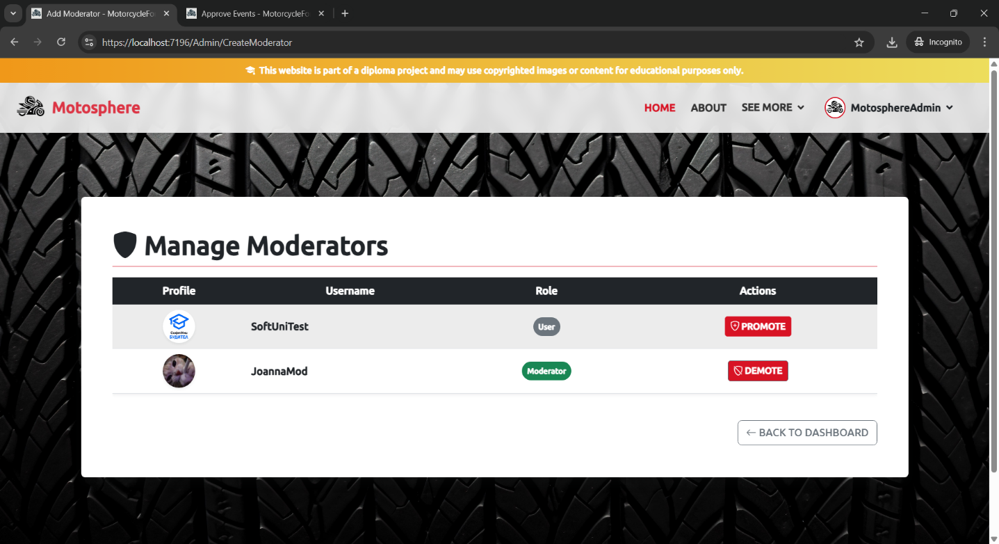 Add Moderator - MotorcycleFo
Approve Events - MotorcycleFo
https://localhost:7196/Admin/CreateModerator
Incognito
This website is part of a diploma project and may use copyrighted images or content for educational purposes only.
Motosphere
HOME
ABOUT
SEE MORE
MotosphereAdmin
Manage Moderators
Profile
Username
Role
Actions
СофтУни
БУДИТЕЛ
SoftUniTest
User
PROMOTE
JoannaMod
Moderator
DEMOTE
← BACK TO DASHBOARD